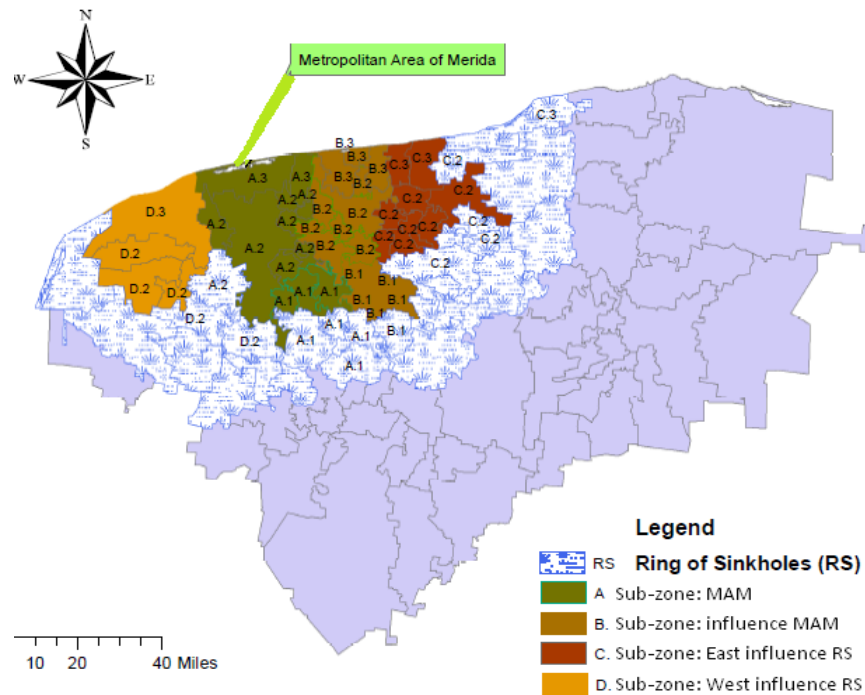 N
W
E
S
Metropolitan Area of Merida
C.3
B.3
B.3
B.3
C.3
C.3
C.2
A.3
A.3
B.2
C.2
A.2
A.2
B.2
C.2
C.2
D.3
A.2
A.2
B.2
B.2
C.2
C.2
C.2
C.2
C.2
D.2
A.2
A.2
B.2
B.2
C.2
A.2
B.1
B.1
D.2
D.2
A.2
A.1
A.1
A.1
B.1
B.1
B.1
D.2
A.1
B.1
D.2
A.1
A.1
A.1
Legend
RS Ring of Sinkholes (RS)
A Sub-zone: MAM
B. Sub-zone: influence MAM
C. Sub-zone: East influence RS
D. Sub-zone: West influence RS
10 20 40 Miles